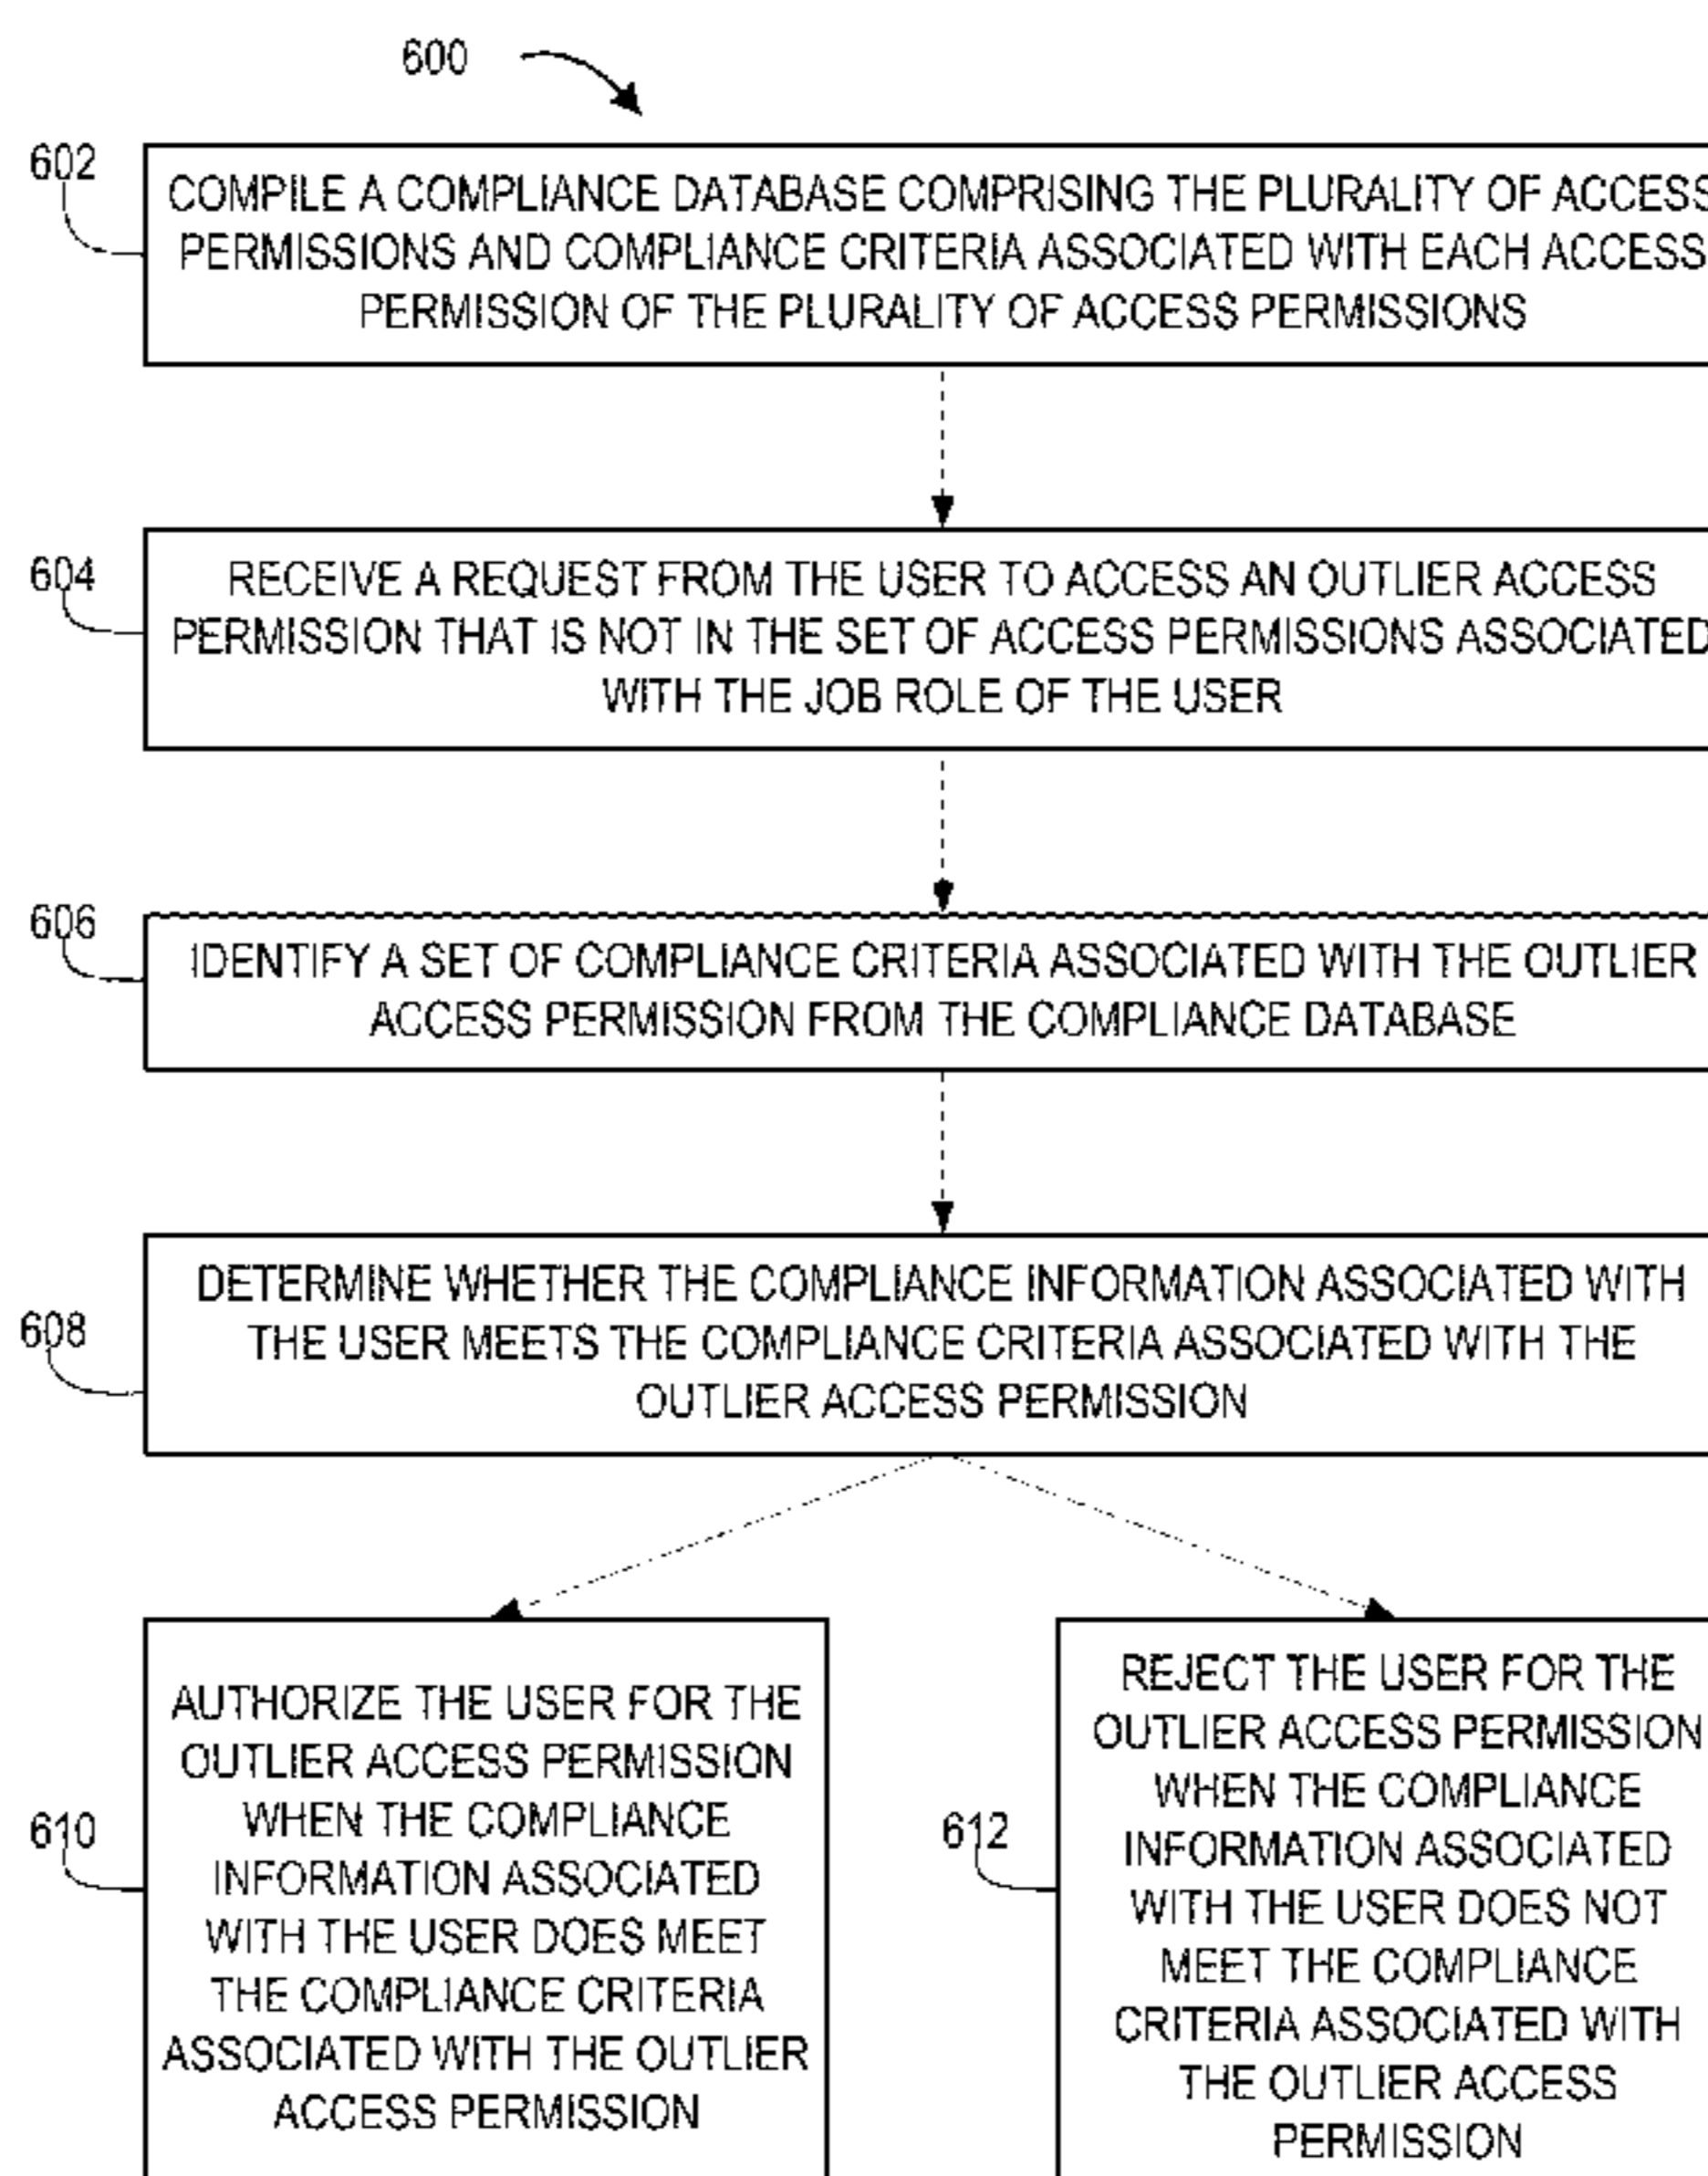 600
602
COMPILE A COMPLIANCE DATABASE COMPRISING THE PLURALITY OF ACCESS
PERMISSIONS AND COMPLIANCE CRITERIA ASSOCIATED WITH EACH ACCESS
PERMISSION OF THE PLURALITY OF ACCESS PERMISSIONS
604
RECEIVE A REQUEST FROM THE USER TO ACCESS AN OUTLIER ACCESS
PERMISSION THAT IS NOT IN THE SET OF ACCESS PERMISSIONS ASSOCIATED
WITH THE JOB ROLE OF THE USER
606
IDENTIFY A SET OF COMPLIANCE CRITERIA ASSOCIATED WITH THE OUTLIER
ACCESS PERMISSION FROM THE COMPLIANCE DATABASE
608
DETERMINE WHETHER THE COMPLIANCE INFORMATION ASSOCIATED WITH
THE USER MEETS THE COMPLIANCE CRITERIA ASSOCIATED WITH THE
OUTLIER ACCESS PERMISSION
610
AUTHORIZE THE USER FOR THE
OUTLIER ACCESS PERMISSION
WHEN THE COMPLIANCE
INFORMATION ASSOCIATED
WITH THE USER DOES MEET
THE COMPLIANCE CRITERIA
ASSOCIATED WITH THE OUTLIER
ACCESS PERMISSION
612
REJECT THE USER FOR THE
OUTLIER ACCESS PERMISSION
WHEN THE COMPLIANCE
INFORMATION ASSOCIATED
WITH THE USER DOES NOT
MEET THE COMPLIANCE
CRITERIA ASSOCIATED WITH
THE OUTLIER ACCESS
PERMISSION